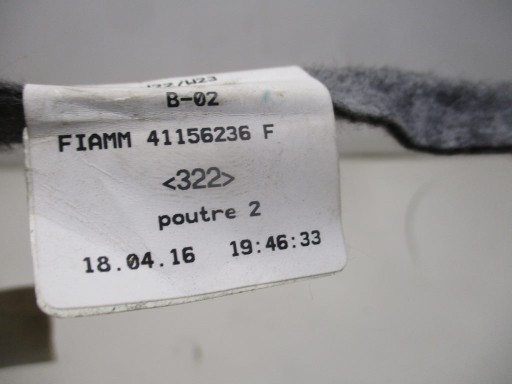 B-02
FIAMM 41156236 F
<322>
poutre 2
18.04.16 19:46:33